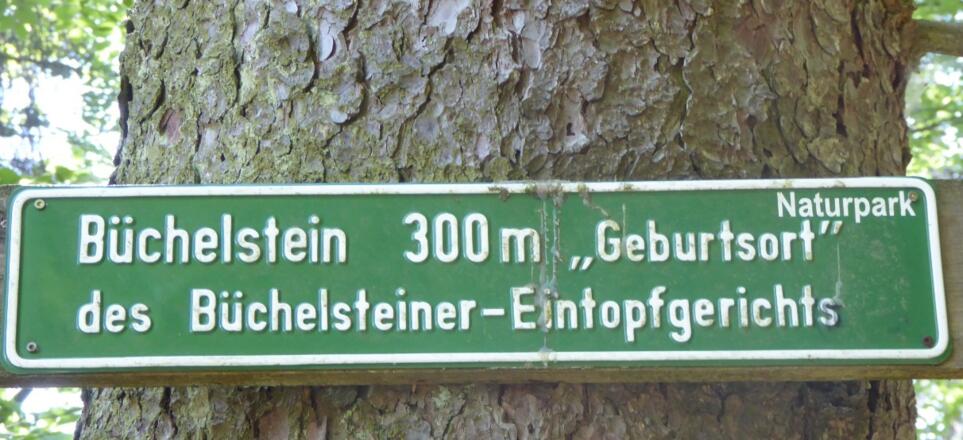 Naturpark
Büchelstein 300 m „Geburtsort”
des Büchelsteiner-Eintopfgerichts